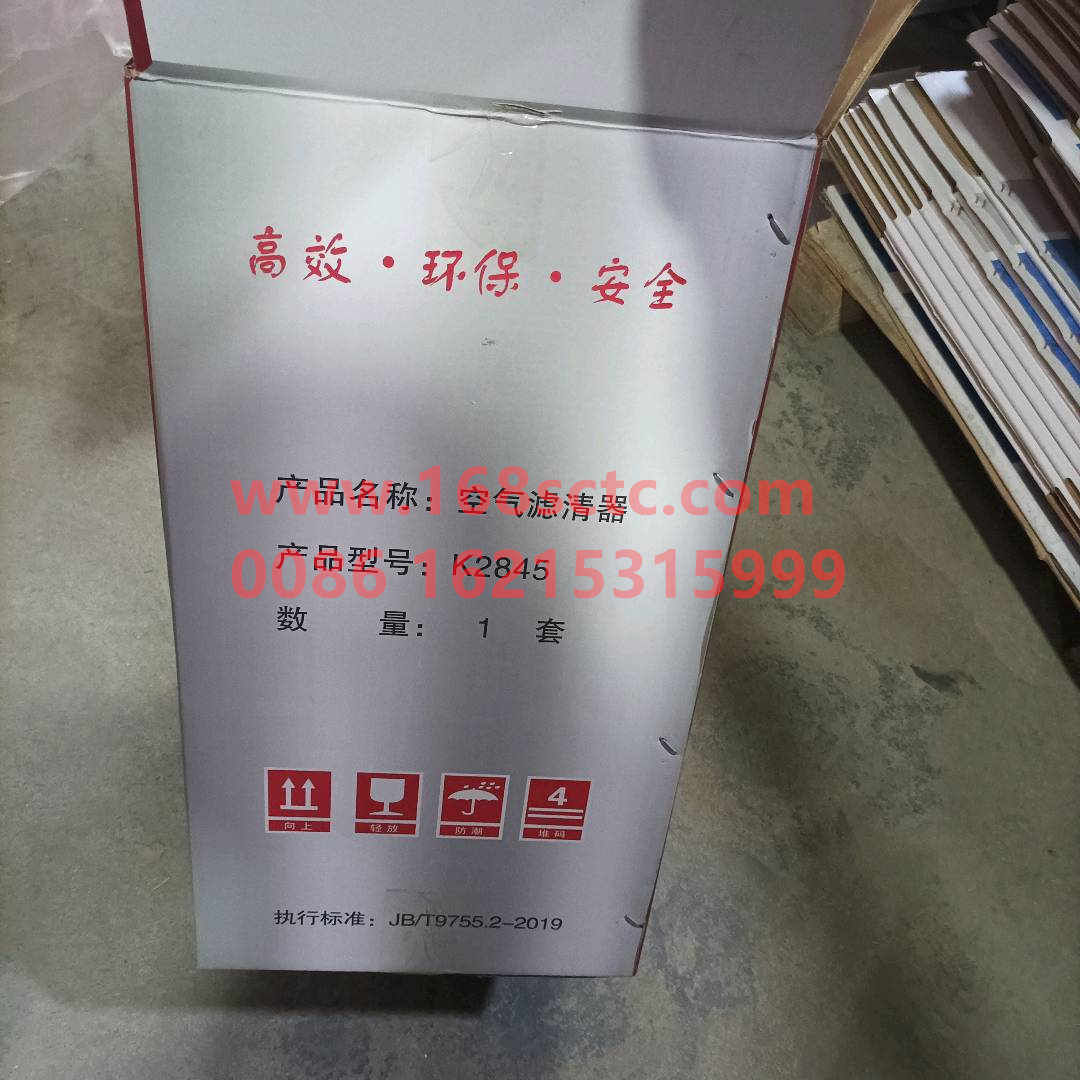 高效·环保·安全
产品名称：空气滤清器
www.168sctc.com
产品型号：K2845
0086 16215315999
数 量： 1 套
向上 轻放 防潮 4 堆码
执行标准：JB/T9755.2-2019